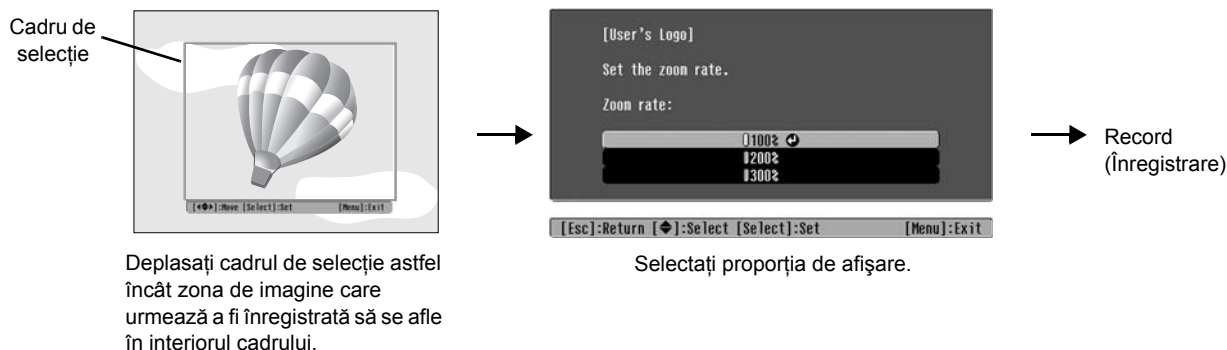 Cadru de
selecție
[◄◆►]:Move [Select]:Set [Menu]:Exit
Deplasați cadrul de selecție astfel
încât zona de imagine care
urmează a fi înregistrată să se afle
în interiorul cadrului.
[User's Logo]
Set the zoom rate.
Zoom rate:
100%
200%
300%
[Esc]:Return [◆]:Select [Select]:Set [Menu]:Exit
Selectați proporția de afişare.
Record
(Înregistrare)